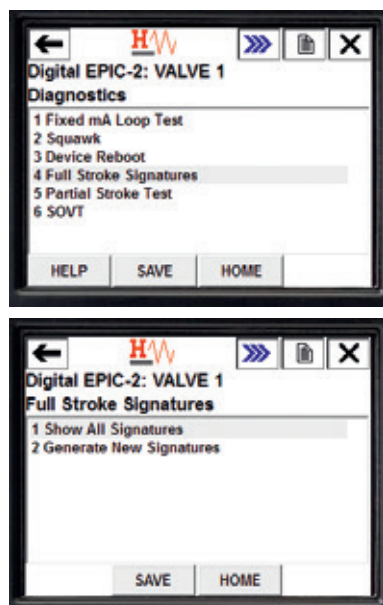 H
Digital EPIC-2: VALVE 1
Diagnostics
1 Fixed mA Loop Test
2 Squawk
3 Device Reboot
4 Full Stroke Signatures
5 Partial Stroke Test
6 SOVT
HELP SAVE HOME
H
Digital EPIC-2: VALVE 1
Full Stroke Signatures
1 Show All Signatures
2 Generate New Signatures
SAVE HOME